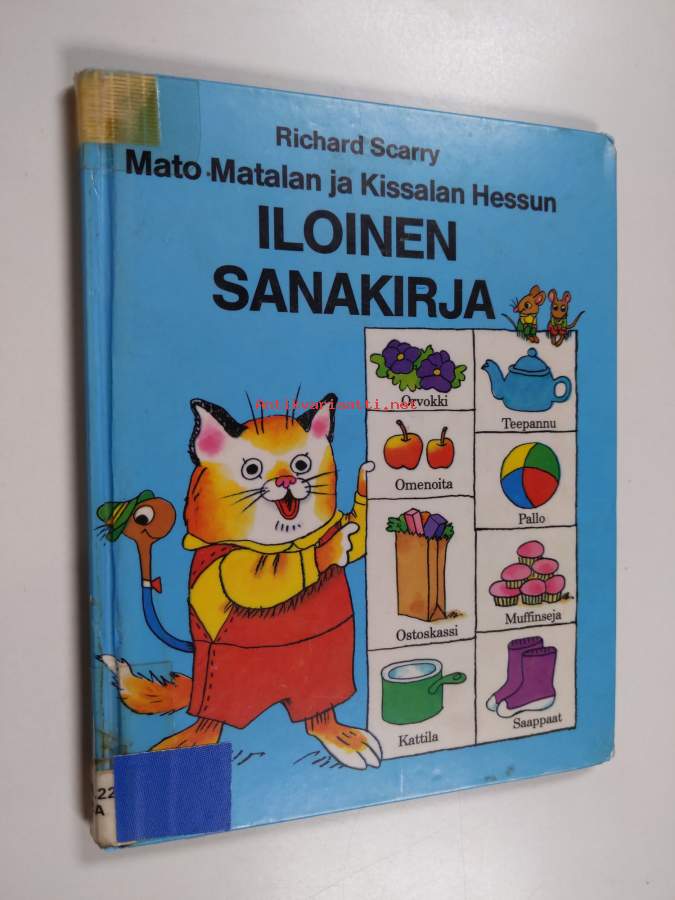 Richard Scarry
Mato Matalan ja Kissalan Hessun
ILOINEN
SANAKIRJA
Orvokki
Teepannu
Antikvariaatti.net
Omenoita
Pallo
Ostoskassi
Muffinseja
Kattila
Saappaat
22
A